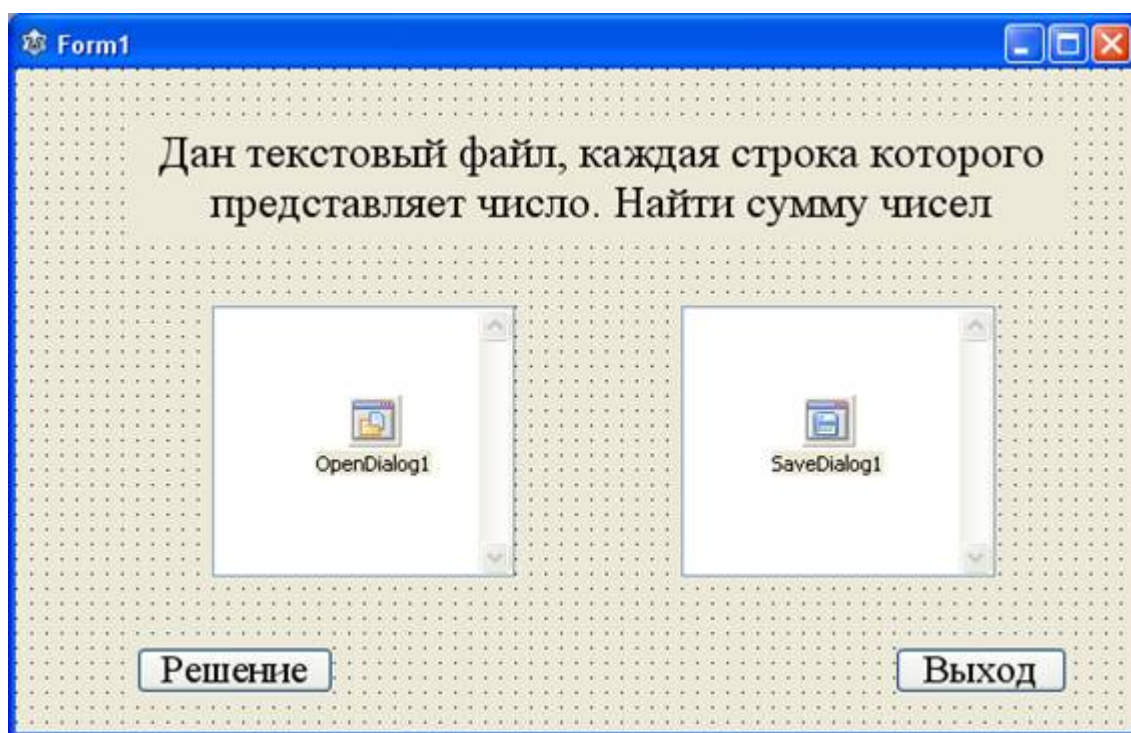 Form1
Дан текстовый файл, каждая строка которого
представляет число. Найти сумму чисел
OpenDialog1
SaveDialog1
Решение
Выход